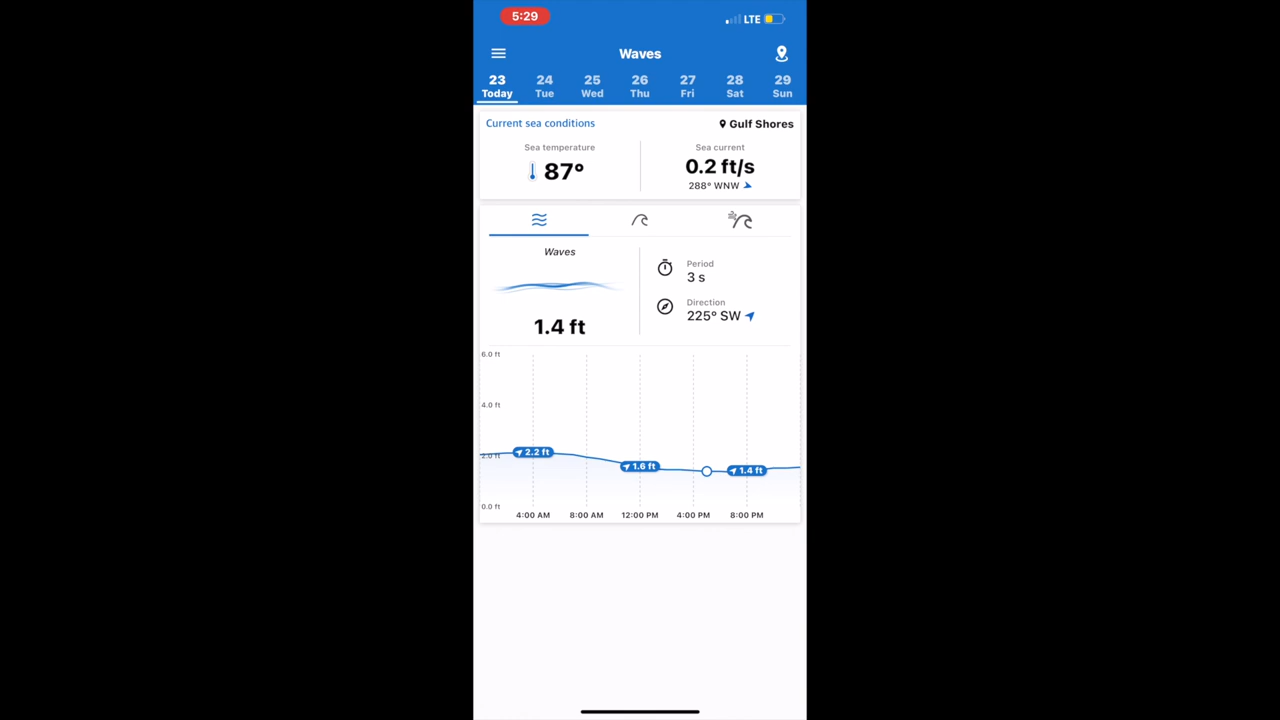 5:29
LTE
Waves
23 24 25 26 27 28 29
Today Tue Wed Thu Fri Sat Sun
Current sea conditions
Gulf Shores
Sea temperature
87°
Sea current
0.2 ft/s
288° WNW
Waves
1.4 ft
Period
3 s
Direction
225° SW
6.0 ft
4.0 ft
2.0 ft
0.0 ft
2.2 ft
1.6 ft
1.4 ft
4:00 AM 8:00 AM 12:00 PM 4:00 PM 8:00 PM